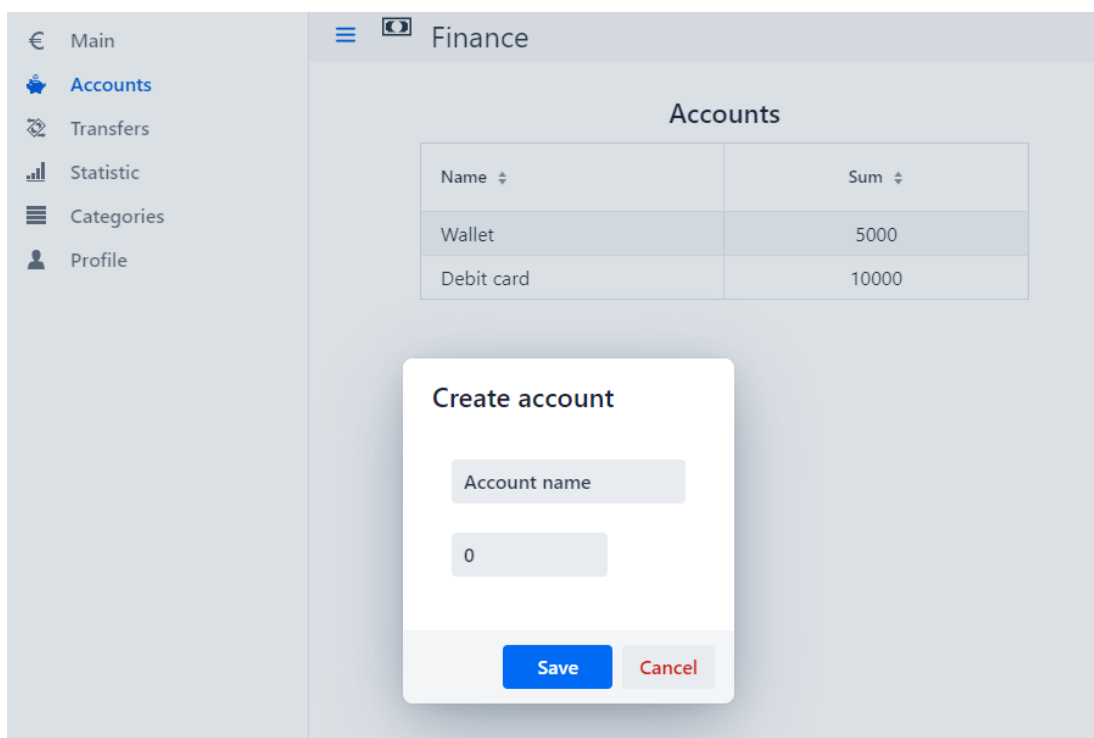 € Main
Accounts
Transfers
Statistic
Categories
Profile
Finance
Accounts
Name Sum
Wallet 5000
Debit card 10000
Create account
Account name
0
Save Cancel